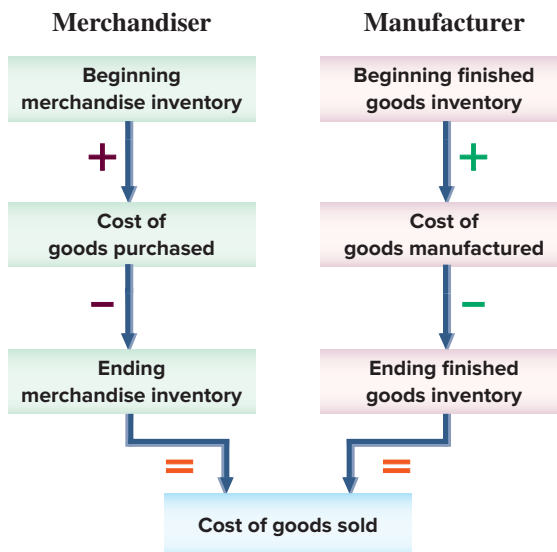 Merchandiser
Beginning
merchandise inventory
+
Cost of
goods purchased
−
Ending
merchandise inventory
=
Manufacturer
Beginning finished
goods inventory
+
Cost of
goods manufactured
−
Ending finished
goods inventory
=
Cost of goods sold